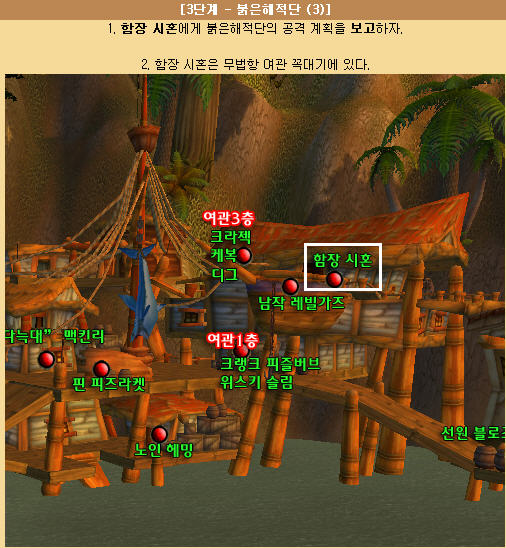 [3단계 - 붉은해적단 (3)]
1. 함장 시혼에게 붉은해적단의 공격 계획을 보고하자.
2. 함장 시혼은 무법항 여관 꼭대기에 있다.
여관3층
크라젝
케복
디그
함장 시혼
남작 레빌가즈
다늑대” 맥킨리
여관1층
크랭크 피즐버브
위스키 슬림
핀 피즈라켓
노인 헤밍
선원 블로즈